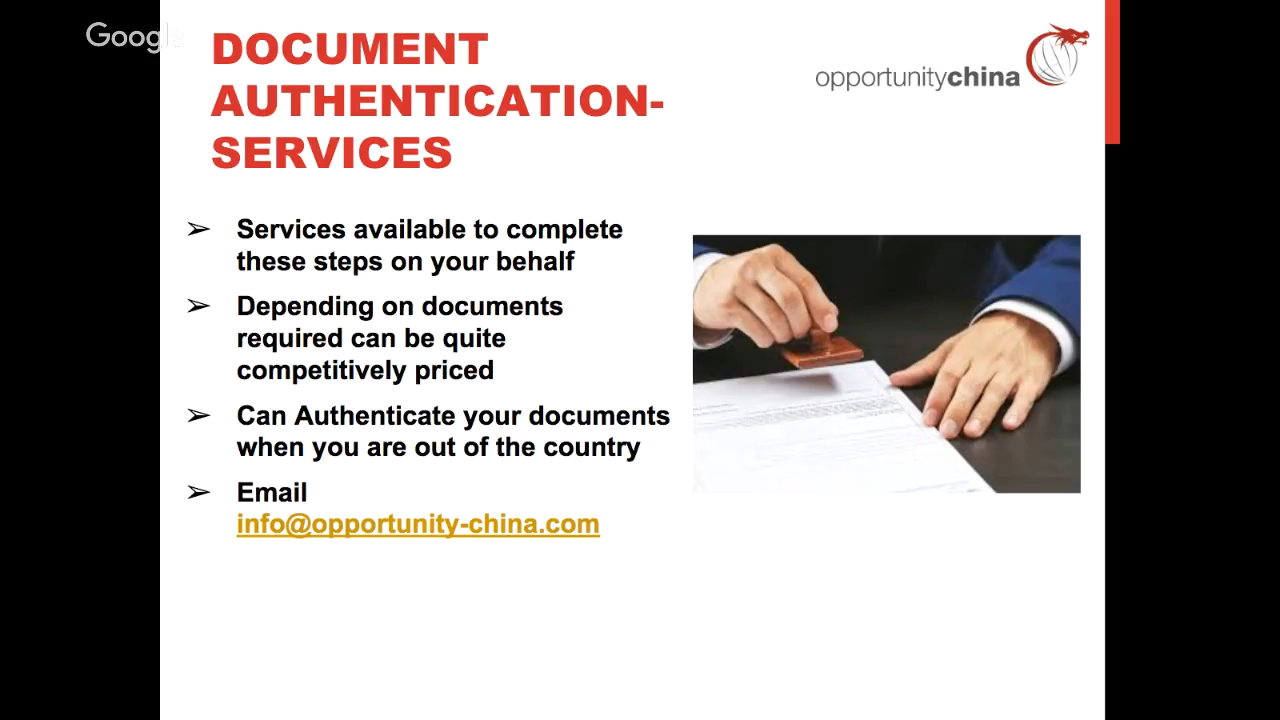 Google
DOCUMENT
AUTHENTICATION-
SERVICES
opportunitychina
➢ Services available to complete
these steps on your behalf
➢ Depending on documents
required can be quite
competitively priced
➢ Can Authenticate your documents
when you are out of the country
➢ Email
info@opportunity-china.com